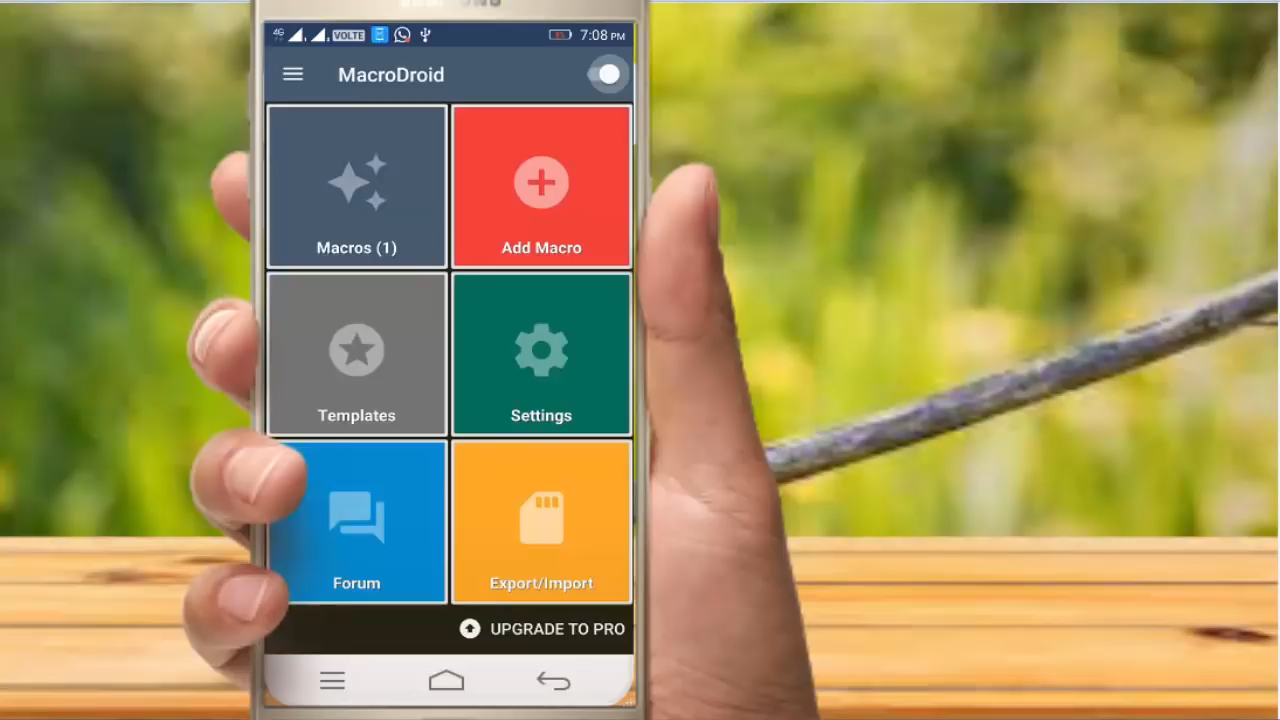 4G VOLTE 7:08 PM
MacroDroid
Macros (1)
Add Macro
Templates
Settings
Forum
Export/Import
UPGRADE TO PRO